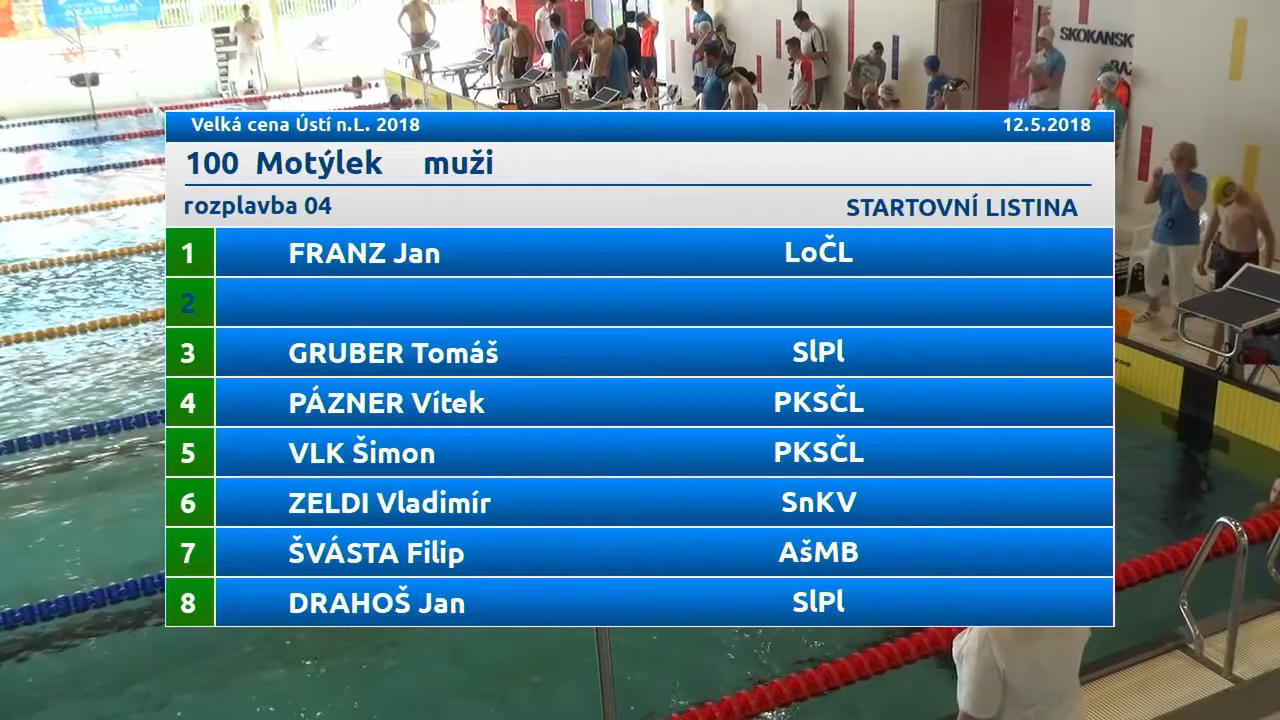 AKADEMIE
SKOKANSK
BAZ
Velká cena Ústí n.L. 2018 12.5.2018
100 Motýlek muži
rozplavba 04 STARTOVNÍ LISTINA
1 FRANZ Jan LoČL
2
3 GRUBER Tomáš SlPl
4 PÁZNER Vítek PKSČL
5 VLK Šimon PKSČL
6 ZELDI Vladimír SnKV
7 ŠVÁSTA Filip AšMB
8 DRAHOŠ Jan SlPl